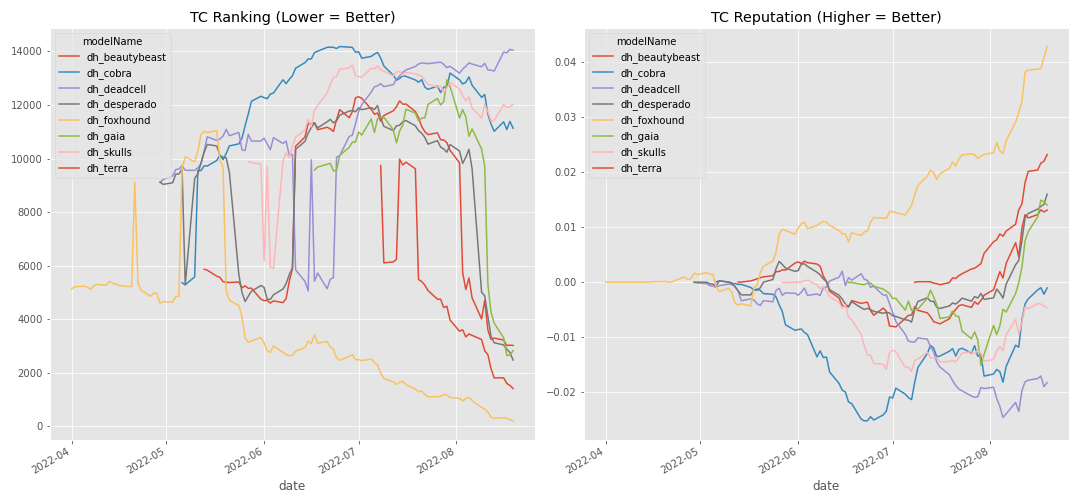 TC Ranking (Lower = Better)
modelName
dh_beautybeast
dh_cobra
dh_deadcell
dh_desperado
dh_foxhound
dh_gaia
dh_skulls
dh_terra
14000
12000
10000
8000
6000
4000
2000
0
2022-04
2022-05
2022-06
2022-07
2022-08
date
TC Reputation (Higher = Better)
modelName
dh_beautybeast
dh_cobra
dh_deadcell
dh_desperado
dh_foxhound
dh_gaia
dh_skulls
dh_terra
0.04
0.03
0.02
0.01
0.00
−0.01
−0.02
2022-04
2022-05
2022-06
2022-07
2022-08
date